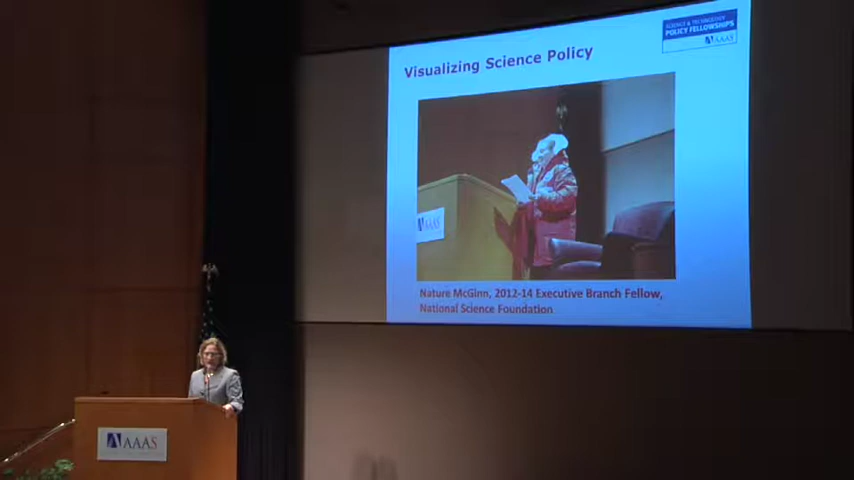 SCIENCE & TECHNOLOGY
POLICY FELLOWSHIPS
AAAS
Visualizing Science Policy
AAAS
Nature McGinn, 2012-14 Executive Branch Fellow,
National Science Foundation
AAAS